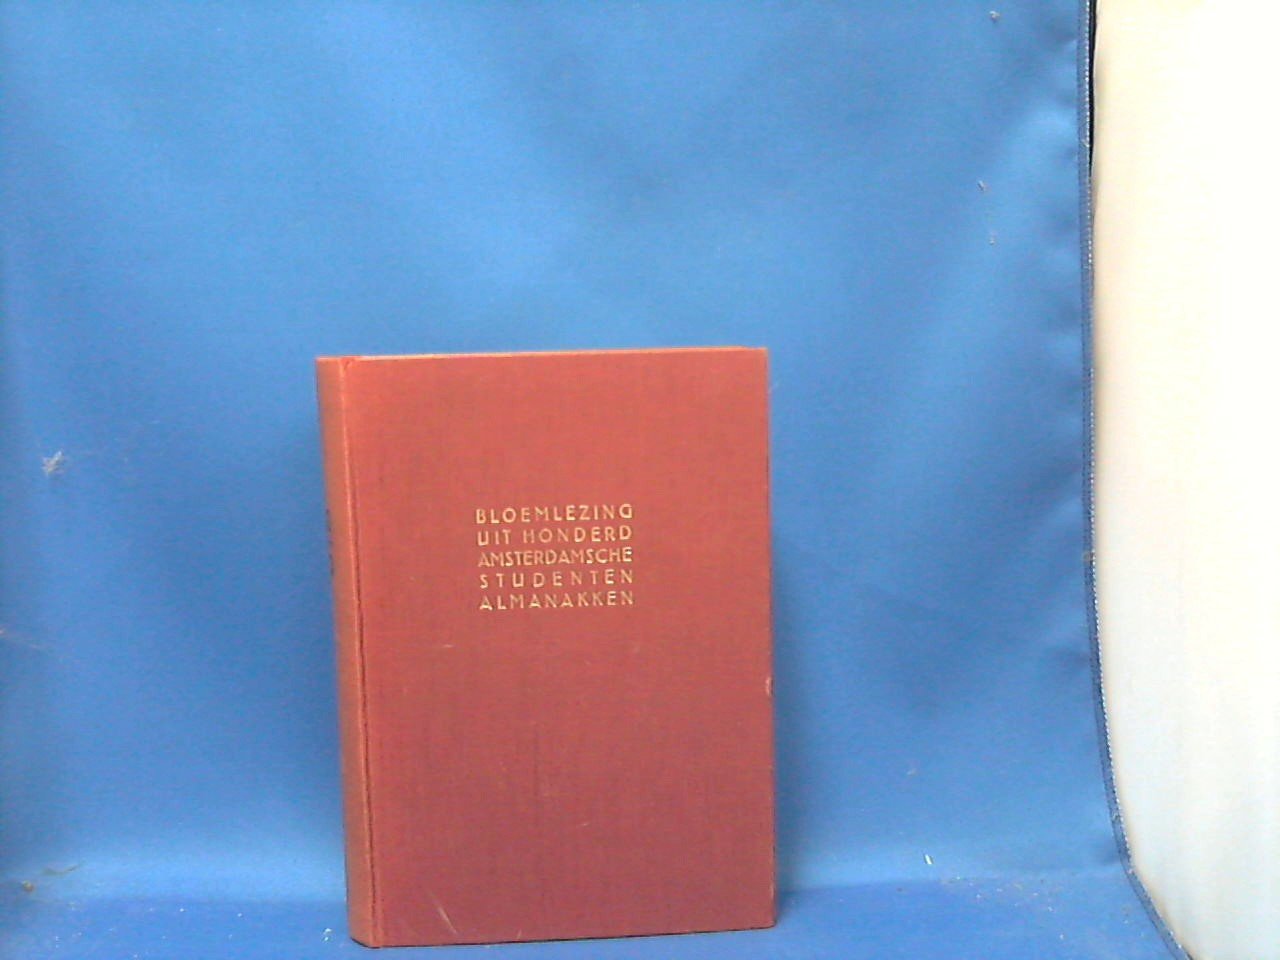 BLOEMLEZING
UIT HONDERD
AMSTERDAMSCHE
STUDENTEN
ALMANAKKEN